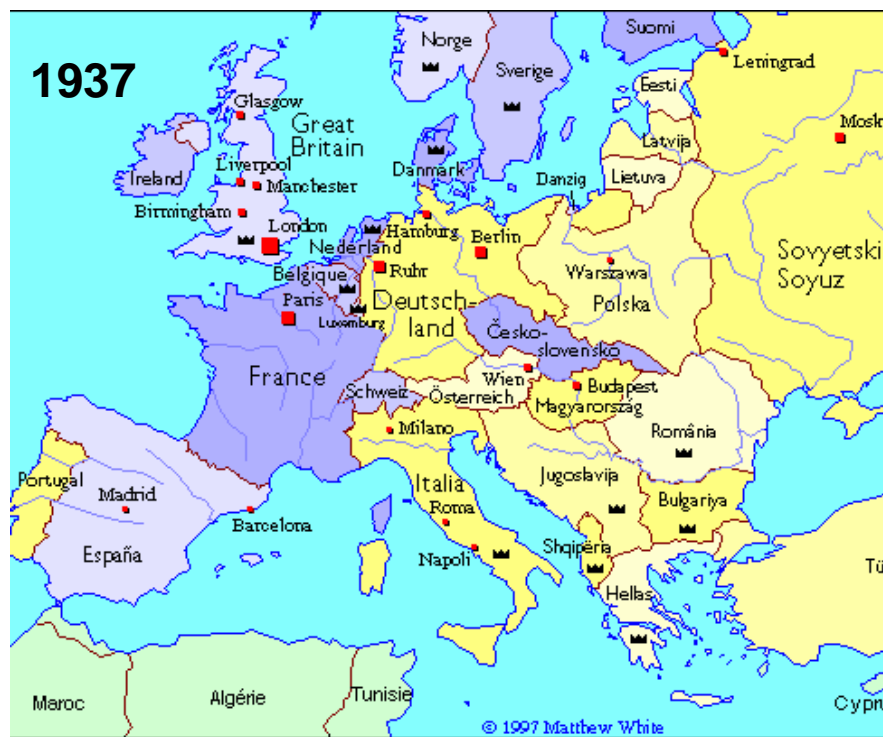 1937
Norge
Suomi
Sverige
Leningrad
Eesti
Glasgow
Great
Britain
Latvija
Ireland
Liverpool
Manchester
Danmark
Danzig
Lietuva
Birmingham
London
Nederland
Hamburg
Berlin
Sovyetski
Soyuz
Belgique
Ruhr
Warszawa
Polska
Paris
Luxemburg
Deutsch-
land
Česko-
slovensko
France
Schweiz
Wien
Österreich
Budapest
Magyarország
Milano
România
Portugal
Madrid
Barcelona
España
Italia
Roma
Napoli
Jugoslavija
Bulgariya
Shqipëria
Hellas
Maroc
Algérie
Tunisie
© 1997 Matthew White